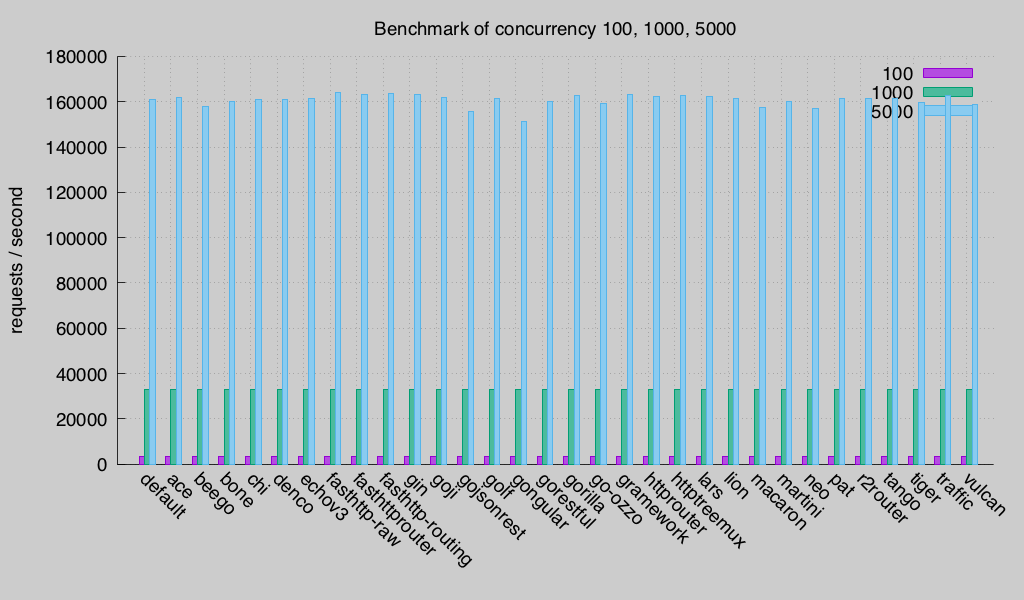 Benchmark of concurrency 100, 1000, 5000
180000
160000
140000
120000
100000
80000
60000
40000
20000
0
requests / second
100
1000
5000
default
ace
beego
bone
chi
denco
echov3
fasthttp-raw
fasthttprouter
fasthttp-routing
gin
goji
gojsonrest
golf
gongular
gorestful
gorilla
go-ozzo
gramework
httprouter
httptreemux
lars
lion
macaron
martini
neo
pat
r2router
tango
tiger
traffic
vulcan